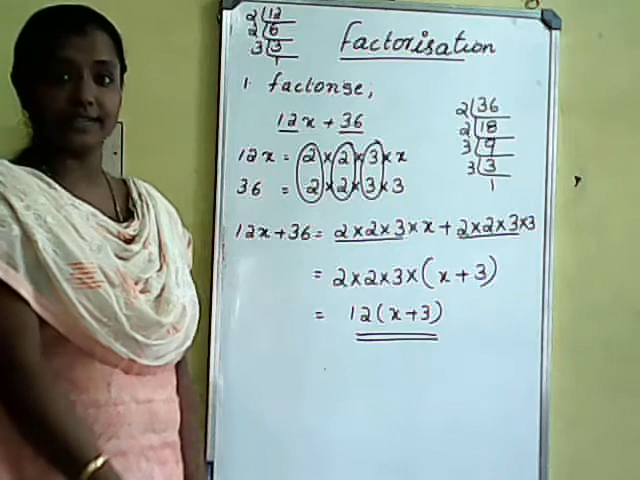 Factorisation
2 | 12
2 | 6
3 | 3
1
1. factorise;
12x + 36
12x = 2 × 2 × 3 × x
36 = 2 × 2 × 3 × 3
2 | 36
2 | 18
3 | 9
3 | 3
1
12x + 36 = 2 × 2 × 3 × x + 2 × 2 × 3 × 3
= 2 × 2 × 3 × (x + 3)
= 12 (x + 3)